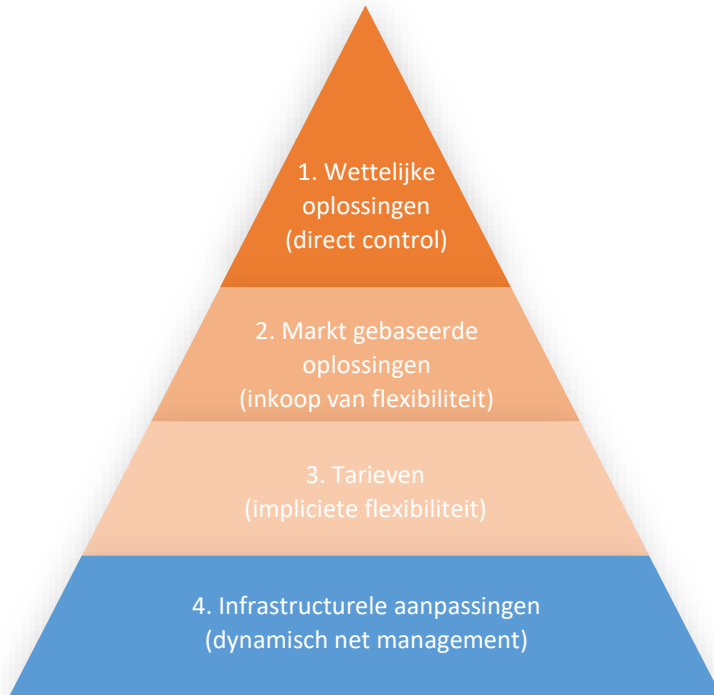 1. Wettelijke
oplossingen
(direct control)
2. Markt gebaseerde
oplossingen
(inkoop van flexibiliteit)
3. Tarieven
(impliciete flexibiliteit)
4. Infrastructurele aanpassingen
(dynamisch net management)